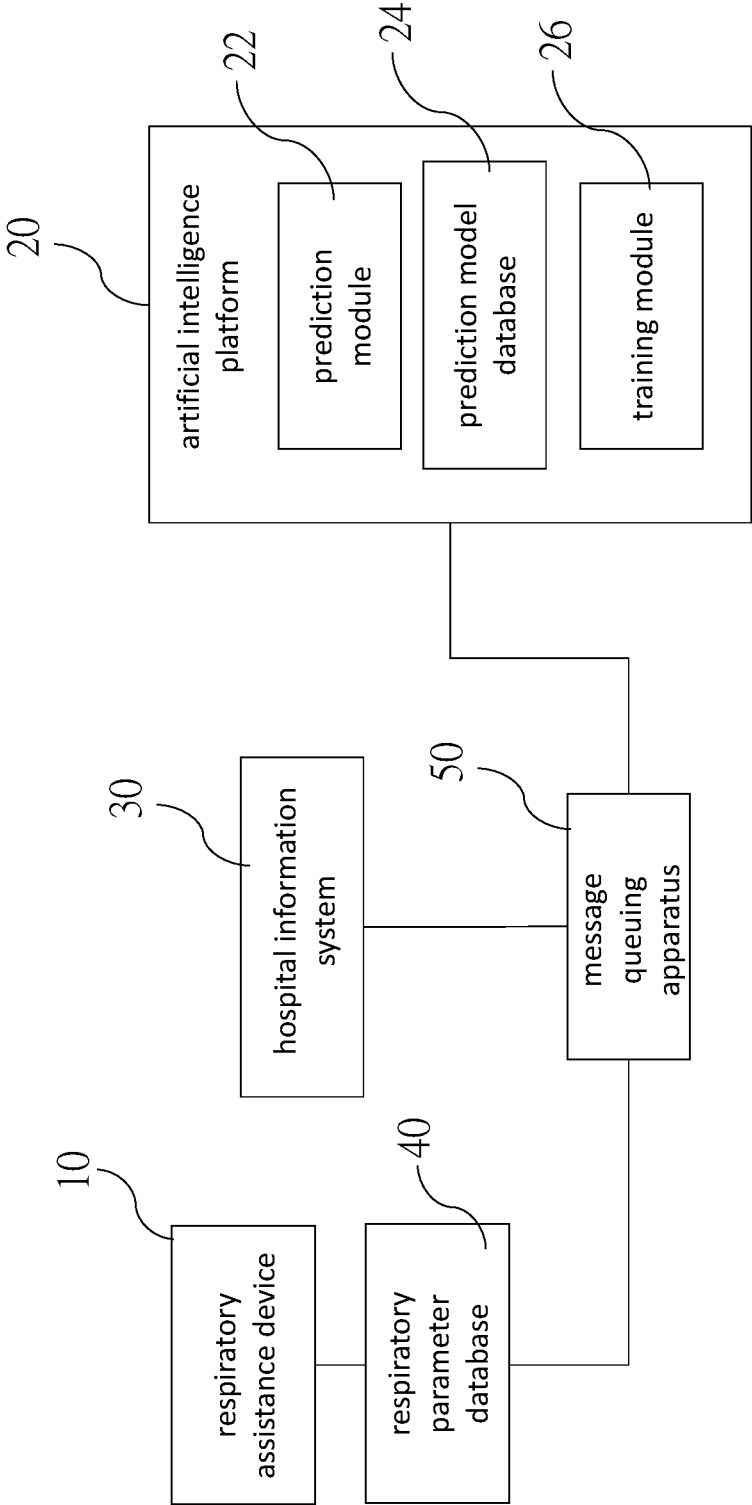 10
respiratory
assistance device
40
respiratory
parameter
database
30
hospital information
system
50
message
queuing
apparatus
20
artificial intelligence
platform
22
prediction
module
24
prediction model
database
26
training module